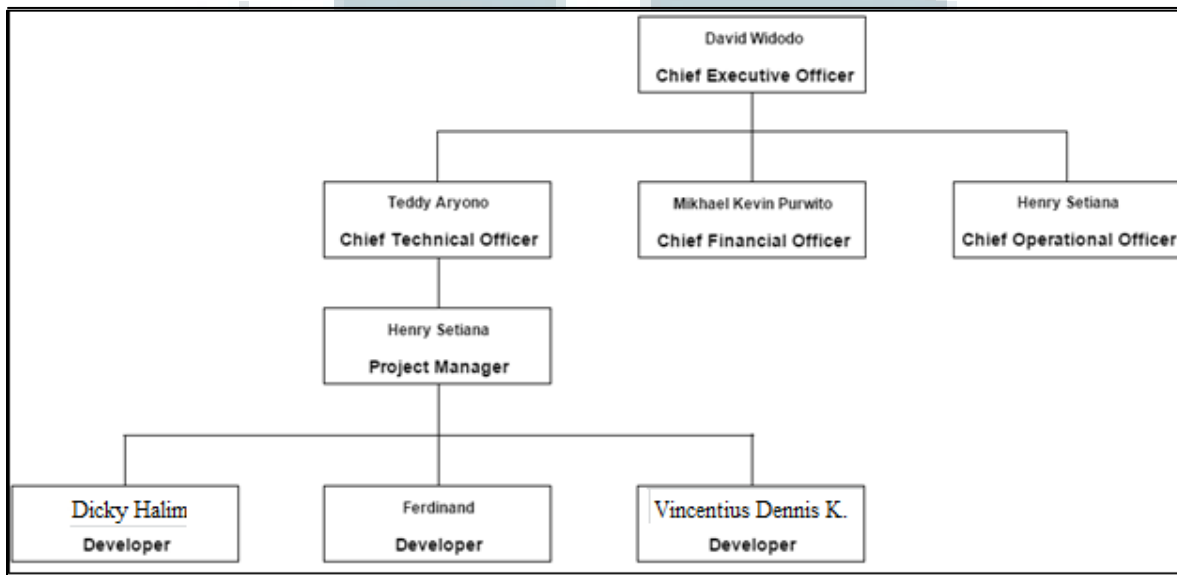 David Widodo
Chief Executive Officer
Teddy Aryono
Chief Technical Officer
Mikhael Kevin Purwito
Chief Financial Officer
Henry Setiana
Chief Operational Officer
Henry Setiana
Project Manager
Dicky Halim
Developer
Ferdinand
Developer
Vincentius Dennis K.
Developer